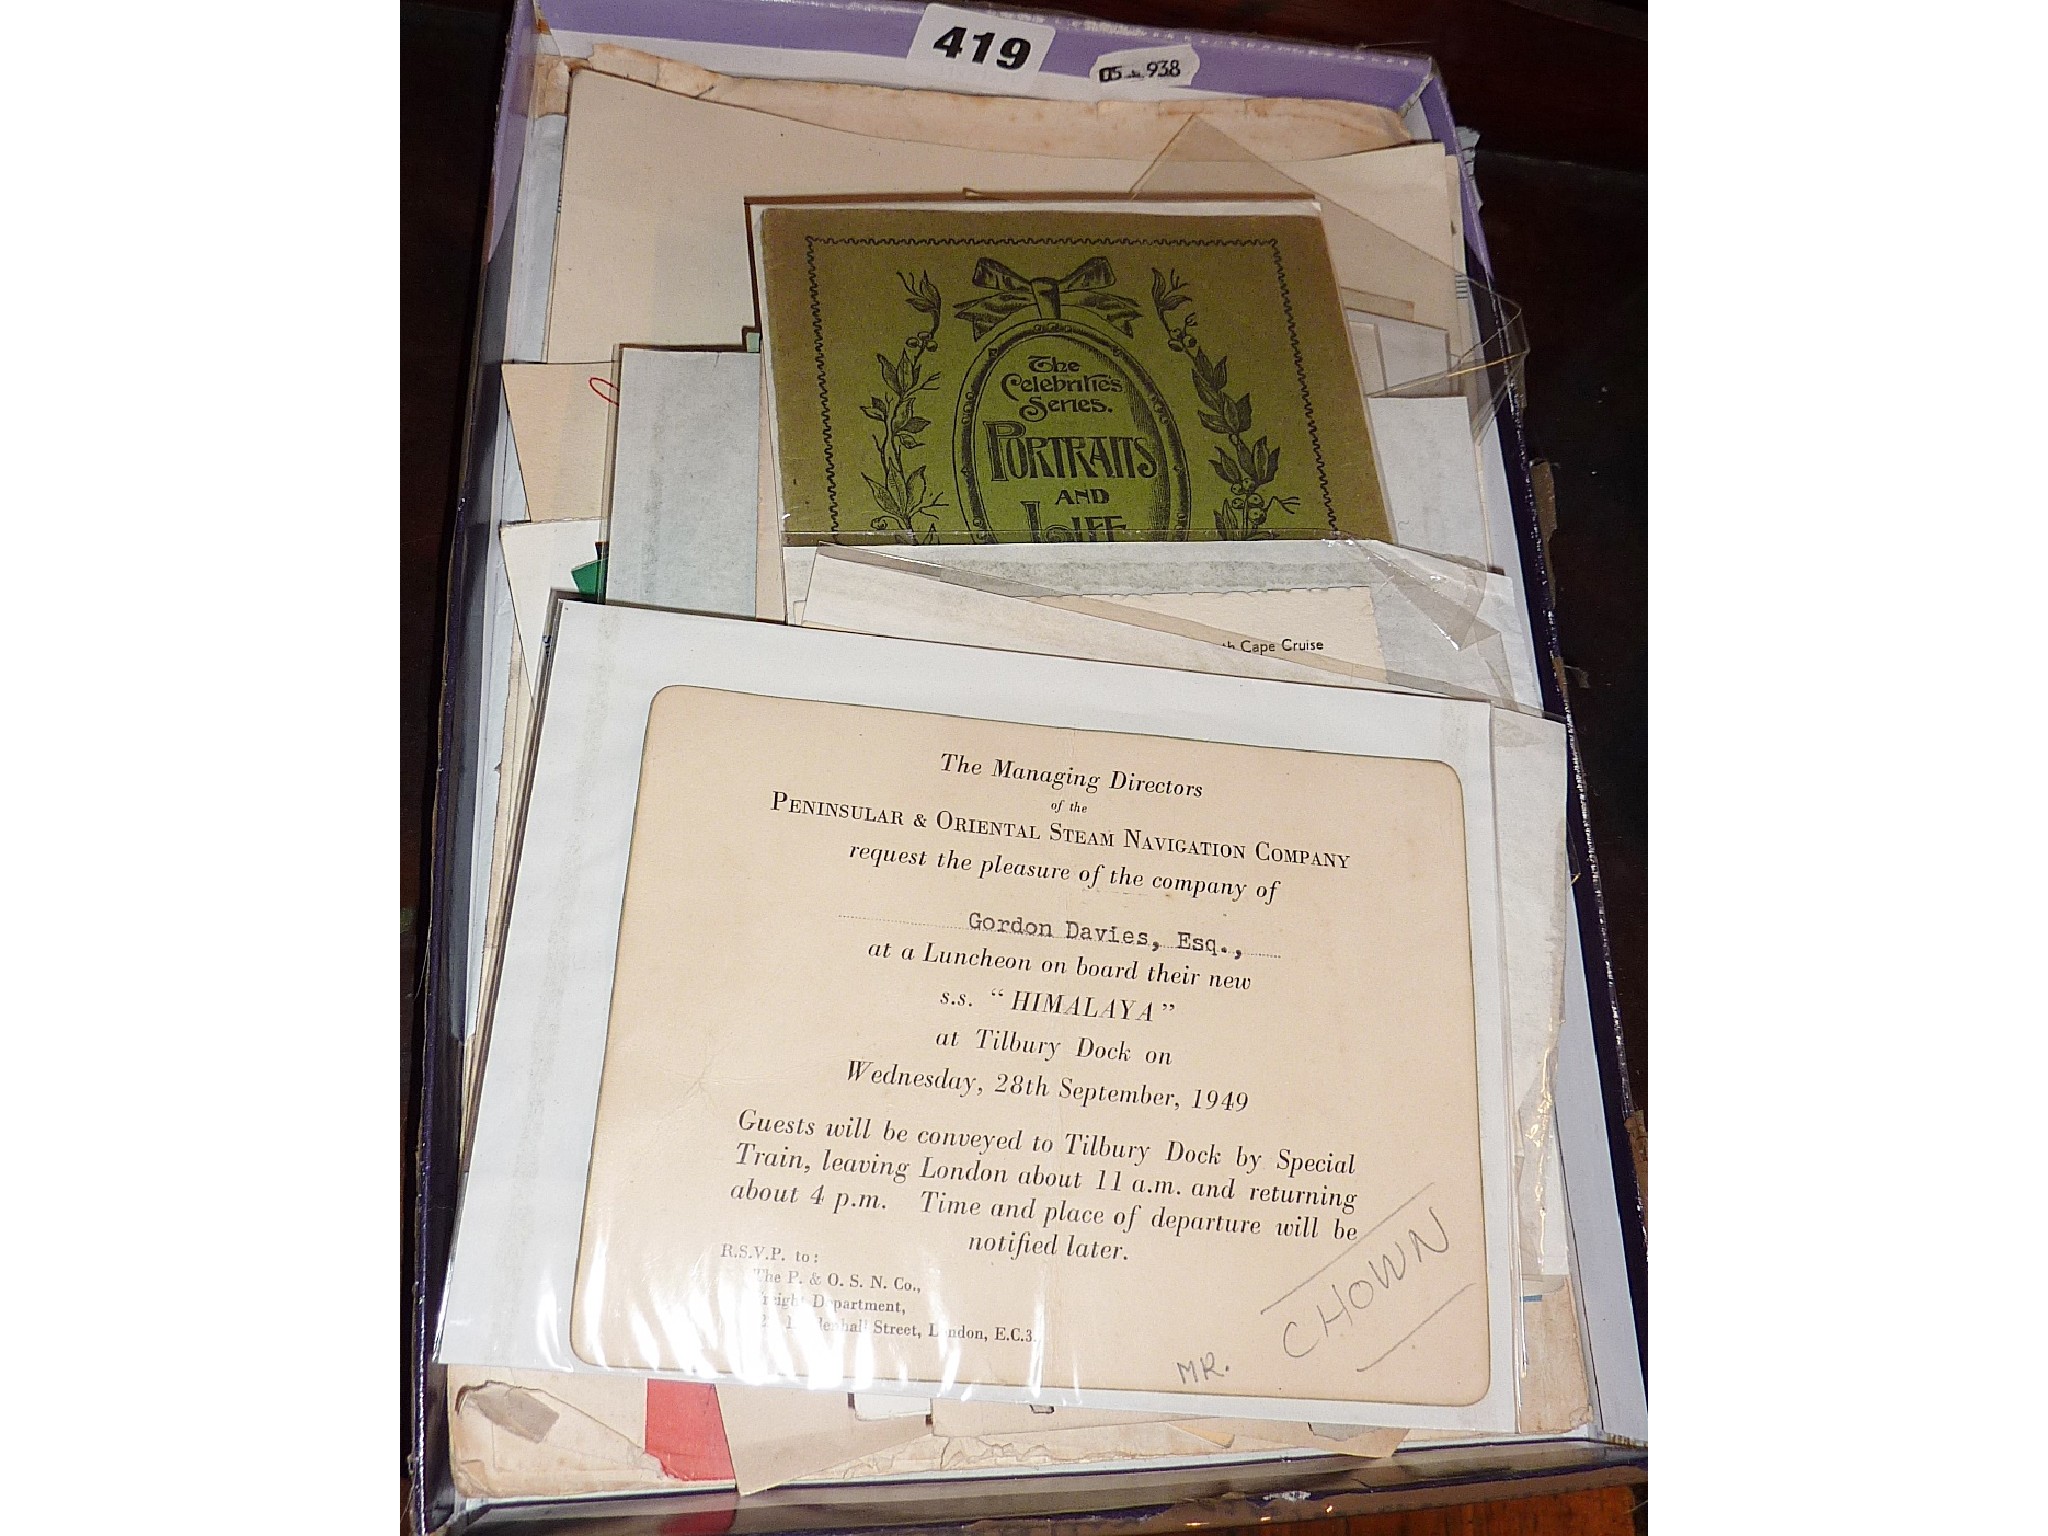 419
05 938
The
Celebrities
Series.
PORTRAITS
AND
LIFE
Cape Cruise
The Managing Directors
of the
PENINSULAR & ORIENTAL STEAM NAVIGATION COMPANY
request the pleasure of the company of
Gordon Davies, Esq.,
at a Luncheon on board their new
s.s. “HIMALAYA”
at Tilbury Dock on
Wednesday, 28th September, 1949
Guests will be conveyed to Tilbury Dock by Special
Train, leaving London about 11 a.m. and returning
about 4 p.m. Time and place of departure will be
notified later.
R.S.V.P. to:
The P. & O. S. N. Co.,
Freight Department,
Street, London, E.C.3.
MR. CHOWN